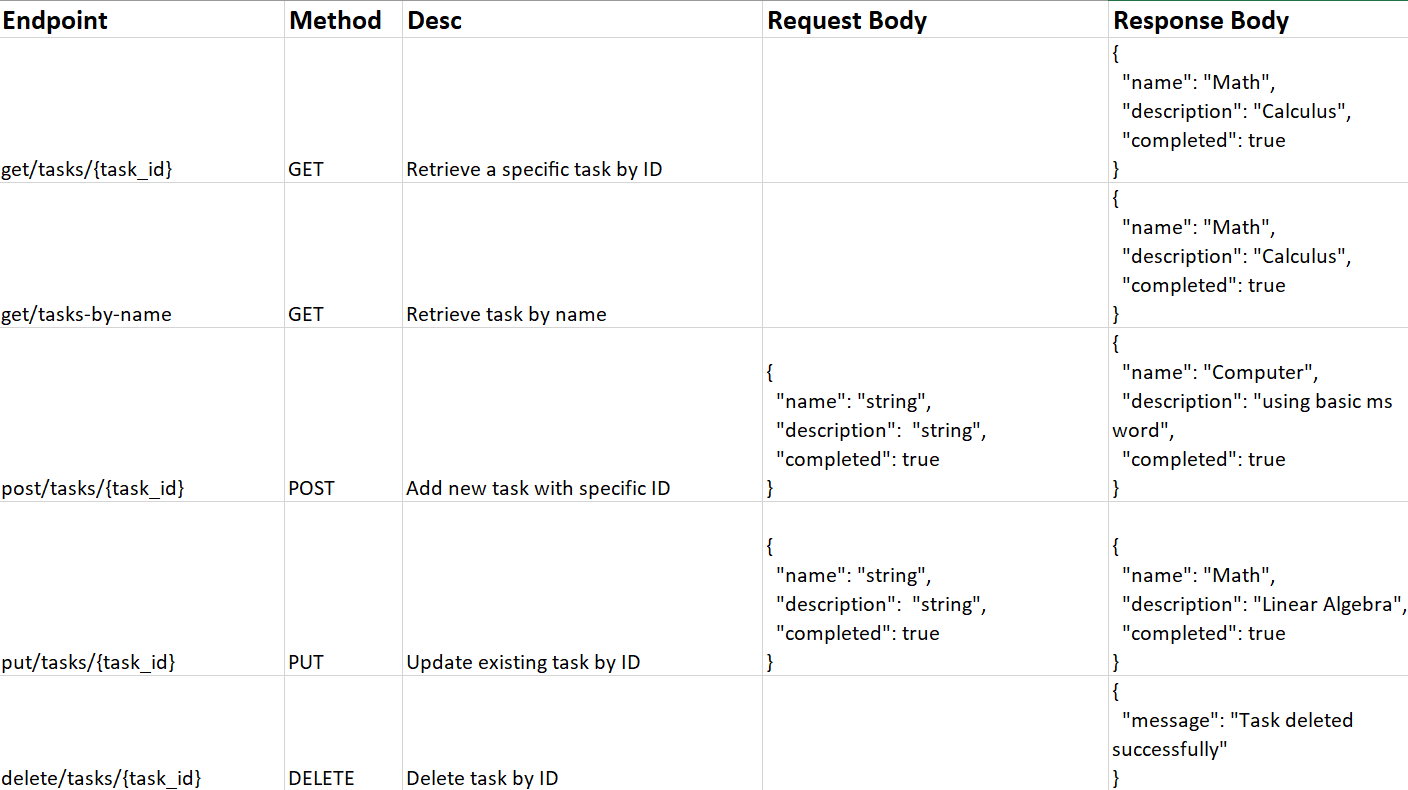 Endpoint Method Desc Request Body Response Body
{
"name": "Math",
"description": "Calculus",
"completed": true
get/tasks/{task_id} GET Retrieve a specific task by ID }
{
"name": "Math",
"description": "Calculus",
"completed": true
get/tasks-by-name GET Retrieve task by name }
{
{ "name": "Computer",
"name": "string", "description": "using basic ms
"description":  "string", word",
"completed": true "completed": true
post/tasks/{task_id} POST Add new task with specific ID } }
{ {
"name": "string", "name": "Math",
"description":  "string", "description": "Linear Algebra",
"completed": true "completed": true
put/tasks/{task_id} PUT Update existing task by ID } }
{
"message": "Task deleted
successfully"
delete/tasks/{task_id} DELETE Delete task by ID }